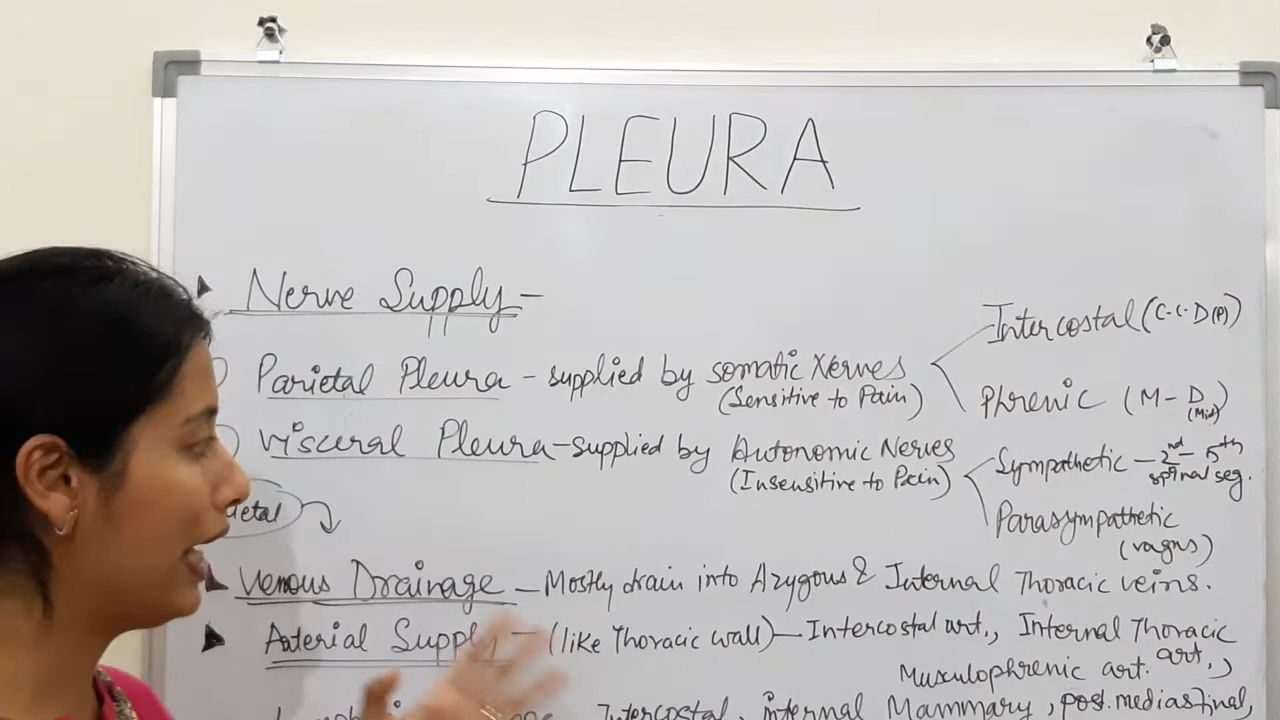 PLEURA
Nerve Supply-
Parietal Pleura - supplied by somatic Nerves
(Sensitive to Pain)
Intercostal (C-C-D(P))
Phrenic (M-D
(Mid))
Visceral Pleura-supplied by Autonomic Nerves
(Insensitive to Pain)
Sympathetic - 2nd - 5th
spinal seg.
Parasympathetic
(vagus)
ietal
Venous Drainage - Mostly drain into Azygous & Internal Thoracic veins.
Arterial Supply - (like Thoracic wall) - Intercostal art., Internal Thoracic
art.,
Musculophrenic art.
Intercostal, internal Mammary, post. mediastinal,